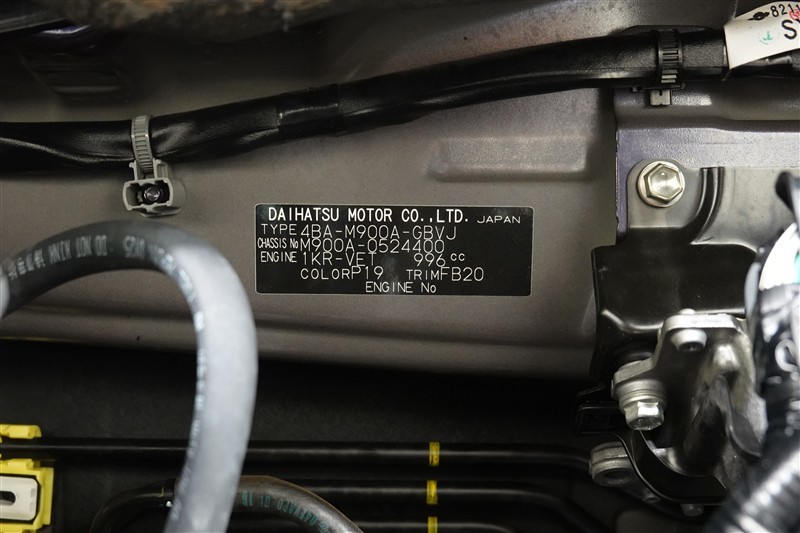 DAIHATSU MOTOR CO.,LTD. JAPAN
TYPE 4BA-M900A-GBVJ
CHASSIS No M900A-0524400
ENGINE 1KR-VET 996 cc
COLOR P19 TRIM FB20
ENGINE No